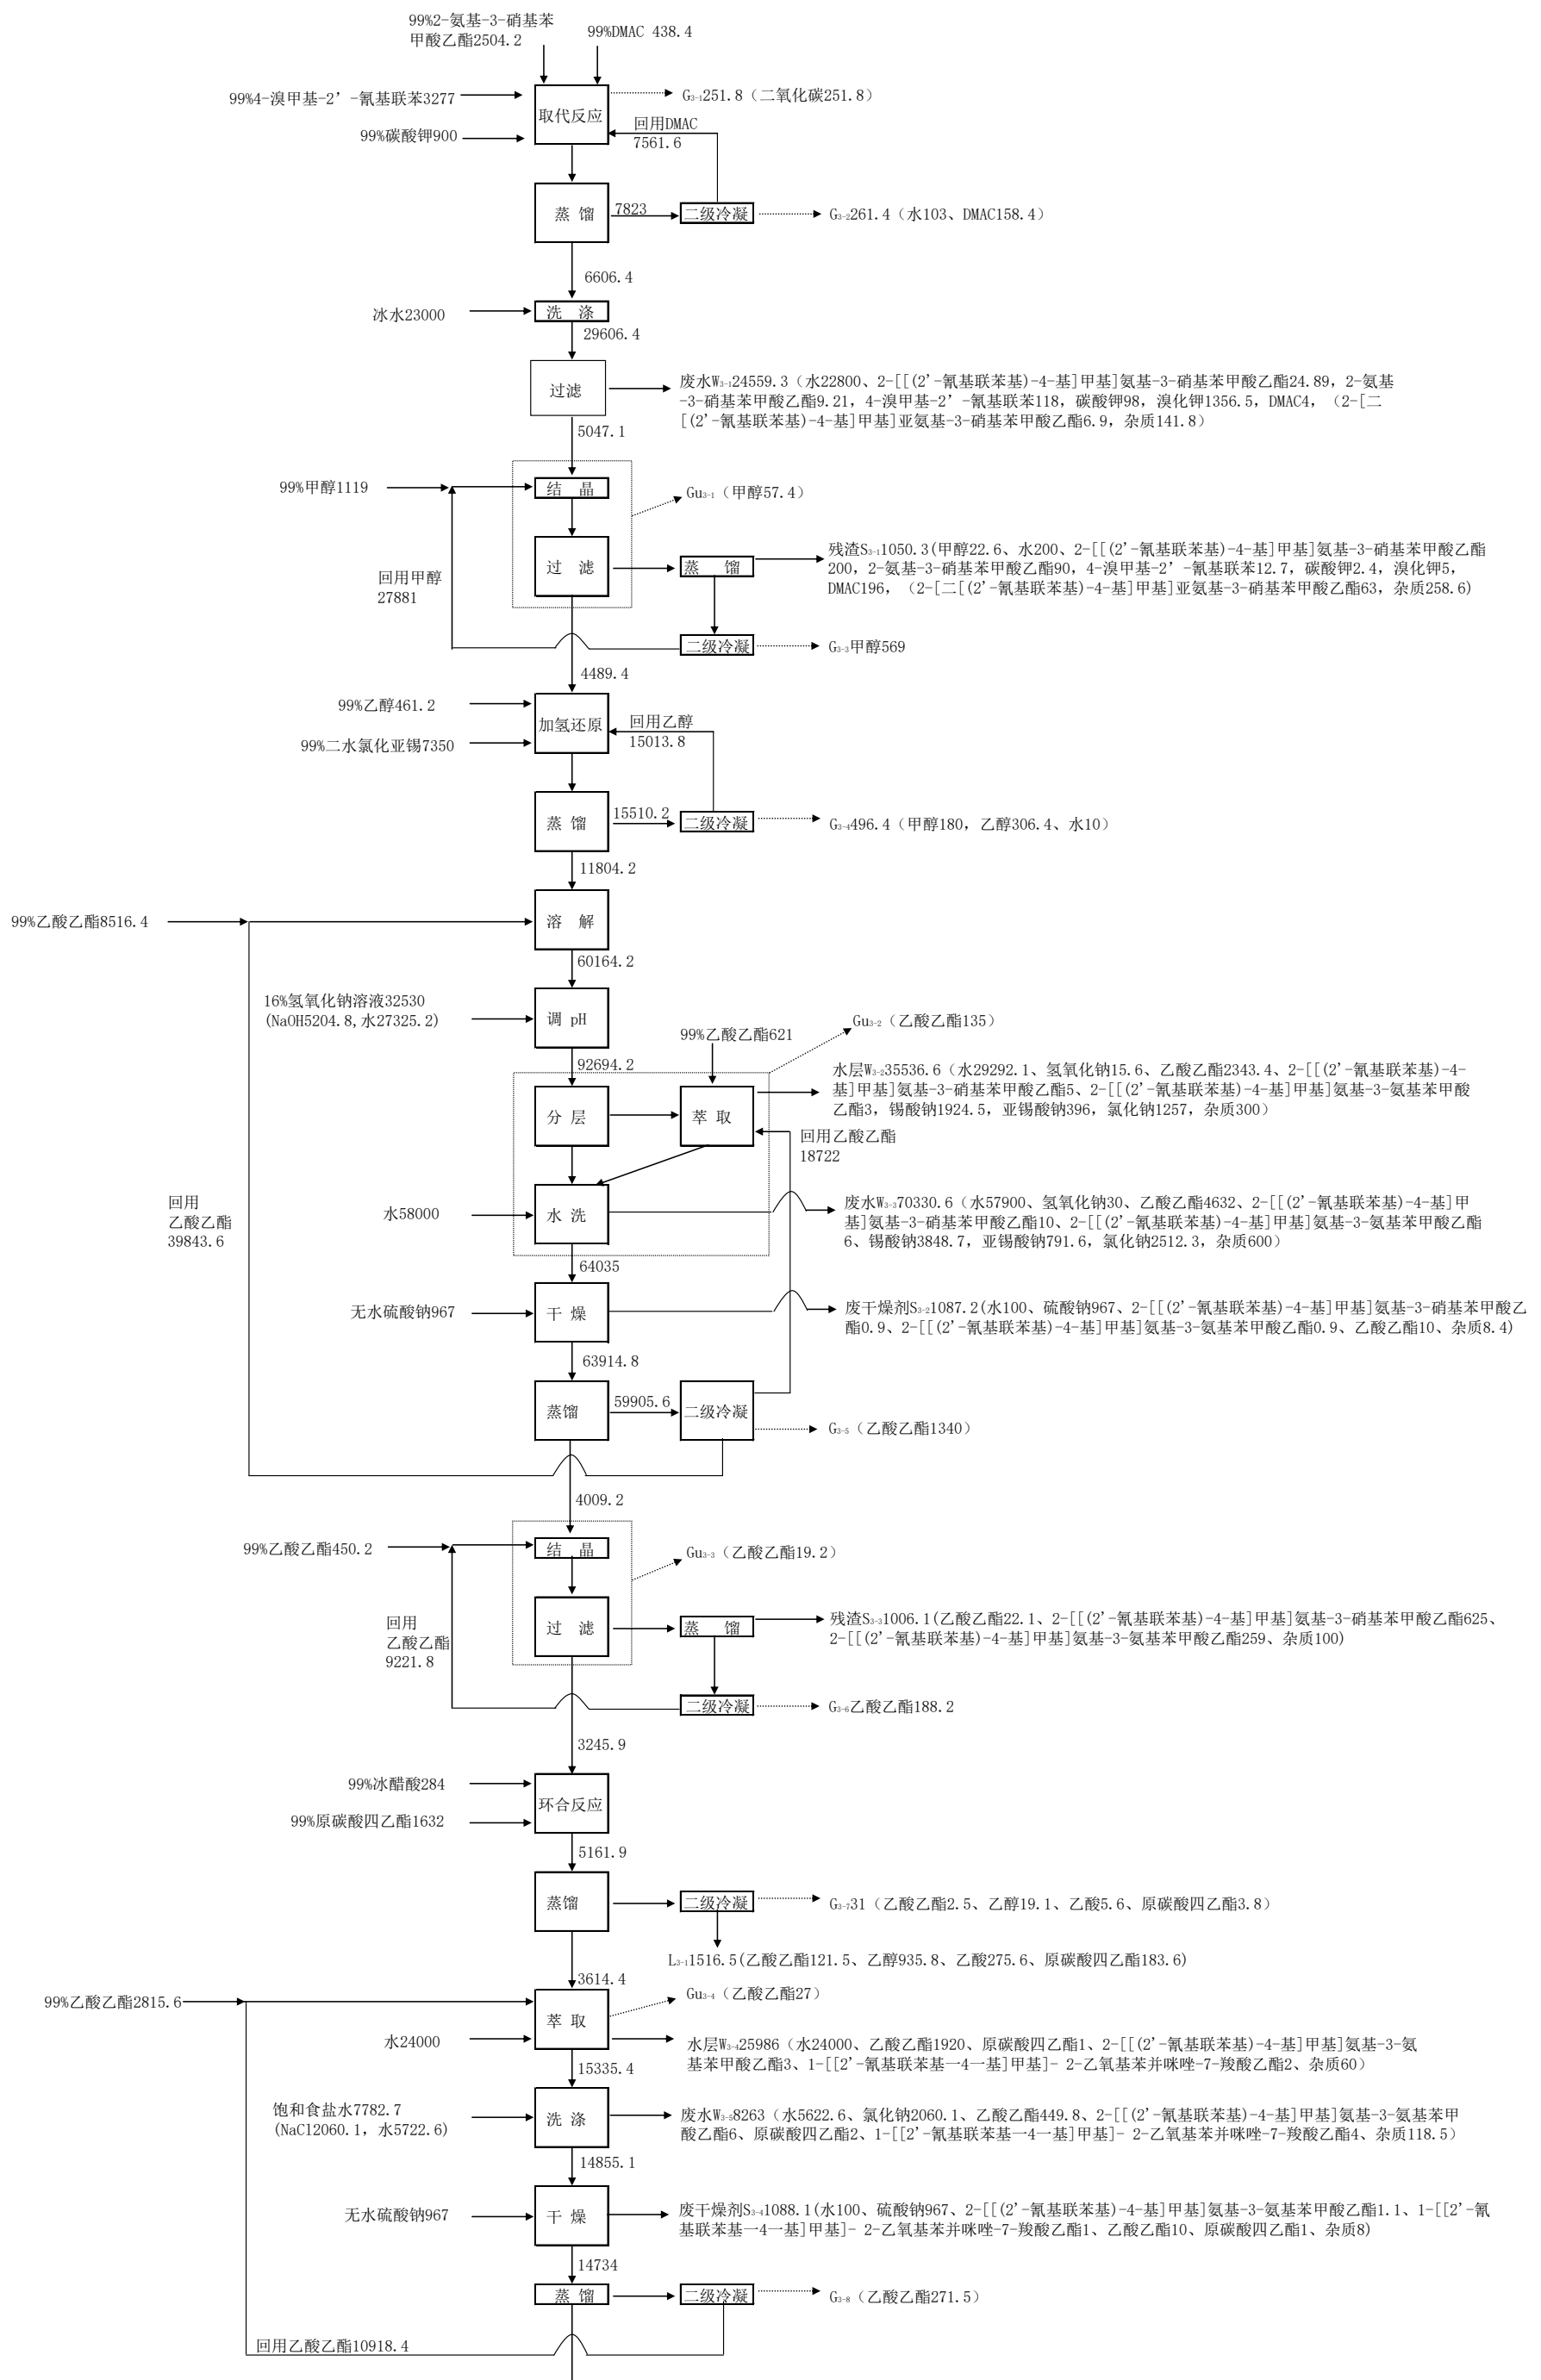 99%2-氨基-3-硝基苯
甲酸乙酯2504.2
99%DMAC 438.4
99%4-溴甲基-2’-氰基联苯3277
99%碳酸钾900
取代反应
G₃₋₁251.8（二氧化碳251.8）
回用DMAC
7561.6
蒸 馏
7823
二级冷凝
G₃₋₂261.4（水103、DMAC158.4）
6606.4
冰水23000
洗 涤
29606.4
过滤
废水W₃₋₁24559.3（水22800、2-[[(2'-氰基联苯基)-4-基]甲基]氨基-3-硝基苯甲酸乙酯24.89，2-氨基
-3-硝基苯甲酸乙酯9.21，4-溴甲基-2’-氰基联苯118，碳酸钾98，溴化钾1356.5，DMAC4，（2-[二
[(2'-氰基联苯基)-4-基]甲基]亚氨基-3-硝基苯甲酸乙酯6.9，杂质141.8）
5047.1
99%甲醇1119
结 晶
Gu₃₋₁（甲醇57.4）
过 滤
蒸 馏
残渣S₃₋₁1050.3(甲醇22.6、水200、2-[[(2'-氰基联苯基)-4-基]甲基]氨基-3-硝基苯甲酸乙酯
200，2-氨基-3-硝基苯甲酸乙酯90，4-溴甲基-2’-氰基联苯12.7，碳酸钾2.4，溴化钾5，
DMAC196，（2-[二[(2'-氰基联苯基)-4-基]甲基]亚氨基-3-硝基苯甲酸乙酯63，杂质258.6)
回用甲醇
27881
二级冷凝
G₃₋₃甲醇569
4489.4
99%乙醇461.2
99%二水氯化亚锡7350
加氢还原
回用乙醇
15013.8
蒸 馏
15510.2
二级冷凝
G₃₋₄496.4（甲醇180，乙醇306.4、水10）
11804.2
99%乙酸乙酯8516.4
溶 解
60164.2
16%氢氧化钠溶液32530
(NaOH5204.8,水27325.2)
调 pH
92694.2
99%乙酸乙酯621
Gu₃₋₂（乙酸乙酯135）
分 层
萃 取
水层W₃₋₂35536.6（水29292.1、氢氧化钠15.6、乙酸乙酯2343.4、2-[[(2'-氰基联苯基)-4-
基]甲基]氨基-3-硝基苯甲酸乙酯5、2-[[(2'-氰基联苯基)-4-基]甲基]氨基-3-氨基苯甲酸
乙酯3，锡酸钠1924.5，亚锡酸钠396，氯化钠1257，杂质300）
回用乙酸乙酯
18722
回用
乙酸乙酯
39843.6
水58000
水 洗
废水W₃₋₃70330.6（水57900、氢氧化钠30、乙酸乙酯4632、2-[[(2'-氰基联苯基)-4-基]甲
基]氨基-3-硝基苯甲酸乙酯10、2-[[(2'-氰基联苯基)-4-基]甲基]氨基-3-氨基苯甲酸乙酯
6、锡酸钠3848.7，亚锡酸钠791.6，氯化钠2512.3，杂质600）
64035
无水硫酸钠967
干 燥
废干燥剂S₃₋₂1087.2(水100、硫酸钠967、2-[[(2'-氰基联苯基)-4-基]甲基]氨基-3-硝基苯甲酸乙
酯0.9、2-[[(2'-氰基联苯基)-4-基]甲基]氨基-3-氨基苯甲酸乙酯0.9、乙酸乙酯10、杂质8.4)
63914.8
蒸馏
59905.6
二级冷凝
G₃₋₅（乙酸乙酯1340）
4009.2
99%乙酸乙酯450.2
结 晶
Gu₃₋₃（乙酸乙酯19.2）
过 滤
蒸 馏
残渣S₃₋₃1006.1(乙酸乙酯22.1、2-[[(2'-氰基联苯基)-4-基]甲基]氨基-3-硝基苯甲酸乙酯625、
2-[[(2'-氰基联苯基)-4-基]甲基]氨基-3-氨基苯甲酸乙酯259、杂质100)
回用
乙酸乙酯
9221.8
二级冷凝
G₃₋₆乙酸乙酯188.2
3245.9
99%冰醋酸284
99%原碳酸四乙酯1632
环合反应
5161.9
蒸馏
二级冷凝
G₃₋₇31（乙酸乙酯2.5、乙醇19.1、乙酸5.6、原碳酸四乙酯3.8）
L₃₋₁1516.5(乙酸乙酯121.5、乙醇935.8、乙酸275.6、原碳酸四乙酯183.6)
3614.4
99%乙酸乙酯2815.6
Gu₃₋₄（乙酸乙酯27）
萃 取
水24000
水层W₃₋₄25986（水24000、乙酸乙酯1920、原碳酸四乙酯1、2-[[(2'-氰基联苯基)-4-基]甲基]氨基-3-氨
基苯甲酸乙酯3、1-[[2'-氰基联苯基一4一基]甲基]- 2-乙氧基苯并咪唑-7-羧酸乙酯2、杂质60）
15335.4
饱和食盐水7782.7
(NaCl2060.1，水5722.6)
洗 涤
废水W₃₋₅8263（水5622.6、氯化钠2060.1、乙酸乙酯449.8、2-[[(2'-氰基联苯基)-4-基]甲基]氨基-3-氨基苯甲
酸乙酯6、原碳酸四乙酯2、1-[[2'-氰基联苯基一4一基]甲基]- 2-乙氧基苯并咪唑-7-羧酸乙酯4、杂质118.5）
14855.1
无水硫酸钠967
干 燥
废干燥剂S₃₋₄1088.1(水100、硫酸钠967、2-[[(2'-氰基联苯基)-4-基]甲基]氨基-3-氨基苯甲酸乙酯1.1、1-[[2'-氰
基联苯基一4一基]甲基]- 2-乙氧基苯并咪唑-7-羧酸乙酯1、乙酸乙酯10、原碳酸四乙酯1、杂质8)
14734
蒸 馏
二级冷凝
G₃₋₈（乙酸乙酯271.5）
回用乙酸乙酯10918.4